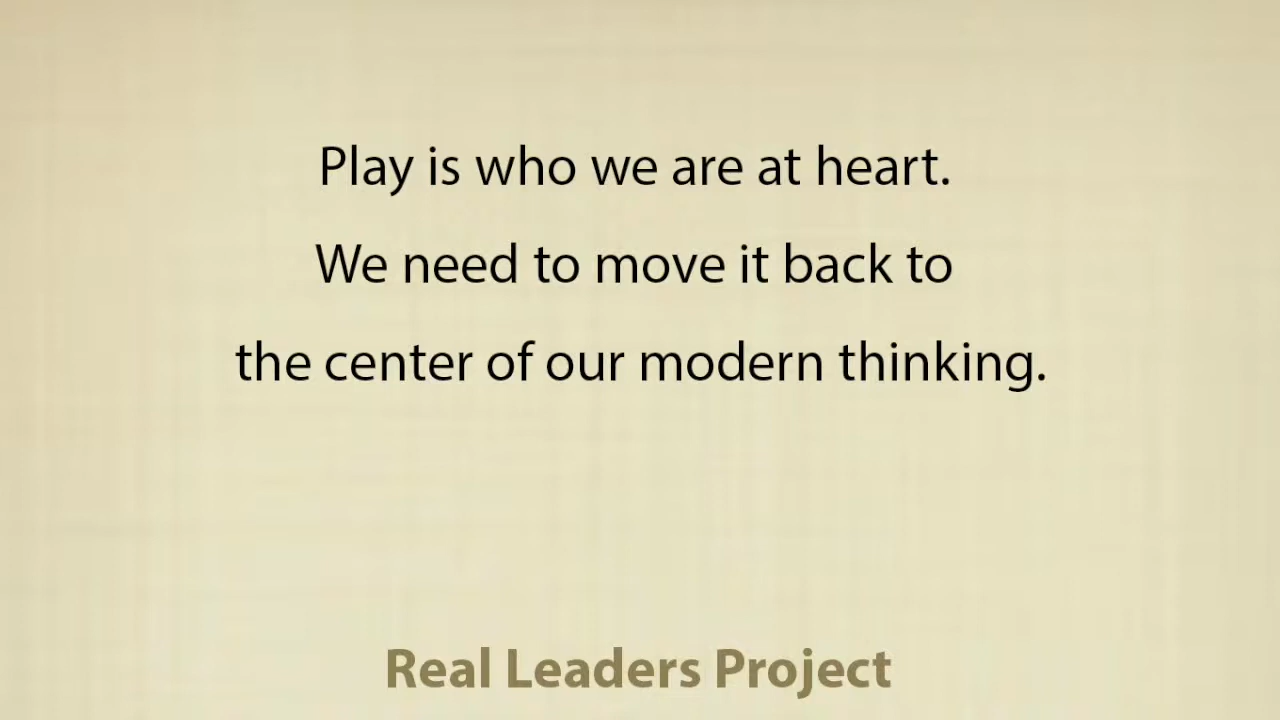 Play is who we are at heart.
We need to move it back to
the center of our modern thinking.
Real Leaders Project